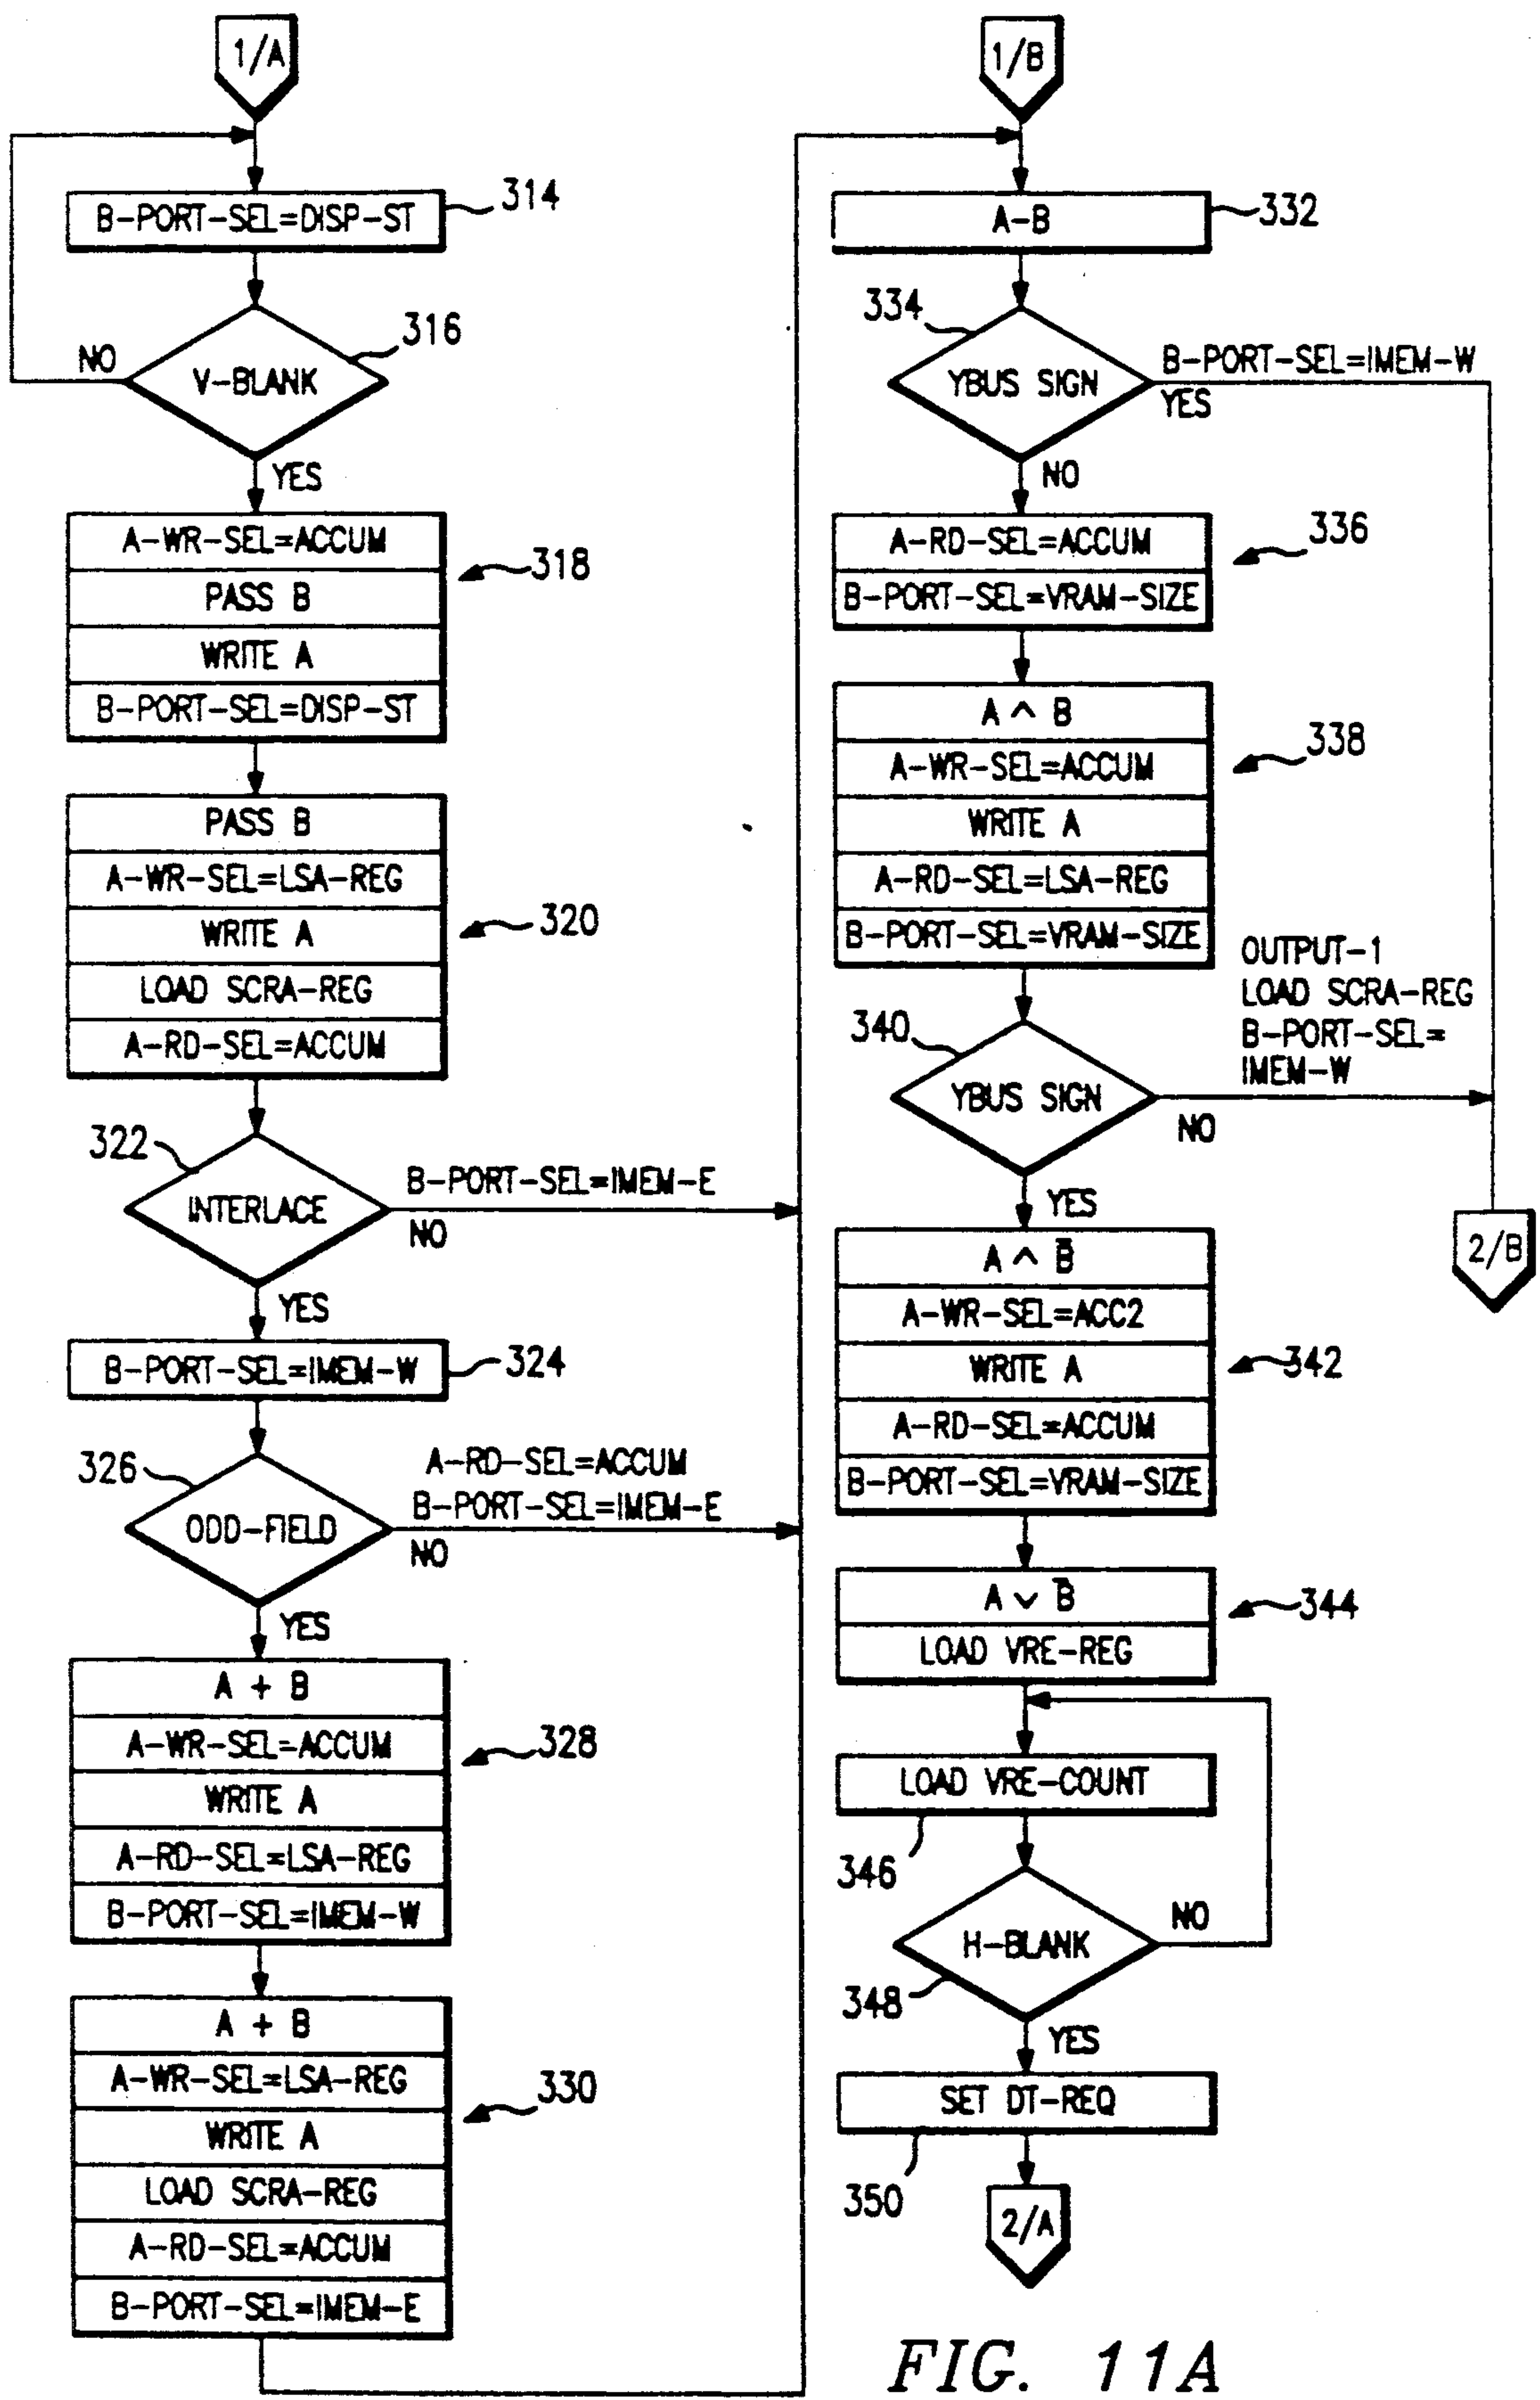 1/A
B-PORT-SEL=DISP-ST
314
V-BLANK
316
NO
YES
A-WR-SEL=ACCUM
PASS B
WRITE A
B-PORT-SEL=DISP-ST
318
PASS B
A-WR-SEL=LSA-REG
WRITE A
LOAD SCRA-REG
A-RD-SEL=ACCUM
320
322
INTERLACE
B-PORT-SEL=IMEM-E
NO
YES
B-PORT-SEL=IMEM-W
324
326
ODD-FIELD
A-RD-SEL=ACCUM
B-PORT-SEL=IMEM-E
NO
YES
A + B
A-WR-SEL=ACCUM
WRITE A
A-RD-SEL=LSA-REG
B-PORT-SEL=IMEM-W
328
A + B
A-WR-SEL=LSA-REG
WRITE A
LOAD SCRA-REG
A-RD-SEL=ACCUM
B-PORT-SEL=IMEM-E
330
1/B
A-B
332
334
YBUS SIGN
B-PORT-SEL=IMEM-W
YES
NO
A-RD-SEL=ACCUM
B-PORT-SEL=VRAM-SIZE
336
A ^ B
A-WR-SEL=ACCUM
WRITE A
A-RD-SEL=LSA-REG
B-PORT-SEL=VRAM-SIZE
338
340
YBUS SIGN
OUTPUT-1
LOAD SCRA-REG
B-PORT-SEL=
IMEM-W
NO
YES
2/B
A ^ B̅
A-WR-SEL=ACC2
WRITE A
A-RD-SEL=ACCUM
B-PORT-SEL=VRAM-SIZE
342
A ∨ B̅
LOAD VRE-REG
344
LOAD VRE-COUNT
346
H-BLANK
NO
348
YES
SET DT-REQ
350
2/A
FIG. 11A